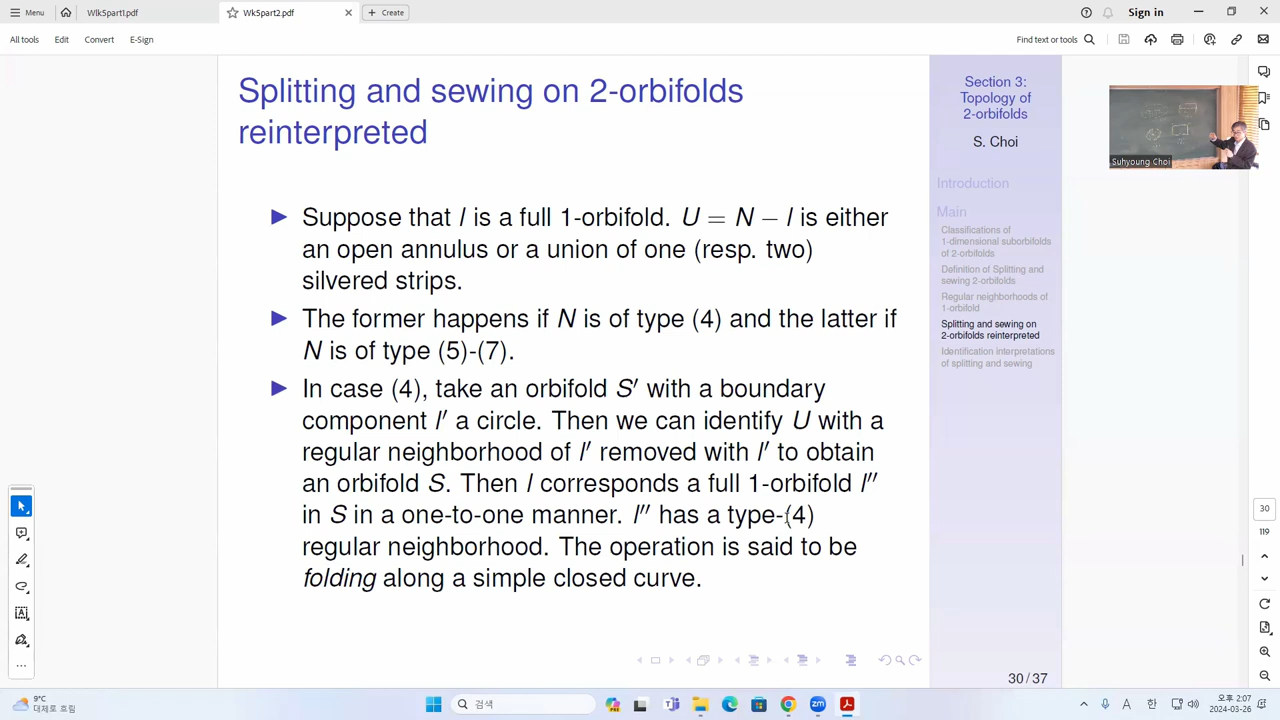 Menu
Wk5part1.pdf
Wk5part2.pdf
Create
Sign in
All tools
Edit
Convert
E-Sign
Find text or tools
Splitting and sewing on 2-orbifolds
reinterpreted
▶ Suppose that l is a full 1-orbifold. U = N − l is either
an open annulus or a union of one (resp. two)
silvered strips.
▶ The former happens if N is of type (4) and the latter if
N is of type (5)-(7).
▶ In case (4), take an orbifold S′ with a boundary
component l′ a circle. Then we can identify U with a
regular neighborhood of l′ removed with l′ to obtain
an orbifold S. Then l corresponds a full 1-orbifold l′′
in S in a one-to-one manner. l′′ has a type-(4)
regular neighborhood. The operation is said to be
folding along a simple closed curve.
Section 3:
Topology of
2-orbifolds
S. Choi
Introduction
Main
Classifications of
1-dimensional suborbifolds
of 2-orbifolds
Definition of Splitting and
sewing 2-orbifolds
Regular neighborhoods of
1-orbifold
Splitting and sewing on
2-orbifolds reinterpreted
Identification interpretations
of splitting and sewing
30 / 37
Suhyoung Choi
30
119
9°C
대체로 흐림
검색
A
한
오후 2:07
2024-03-26